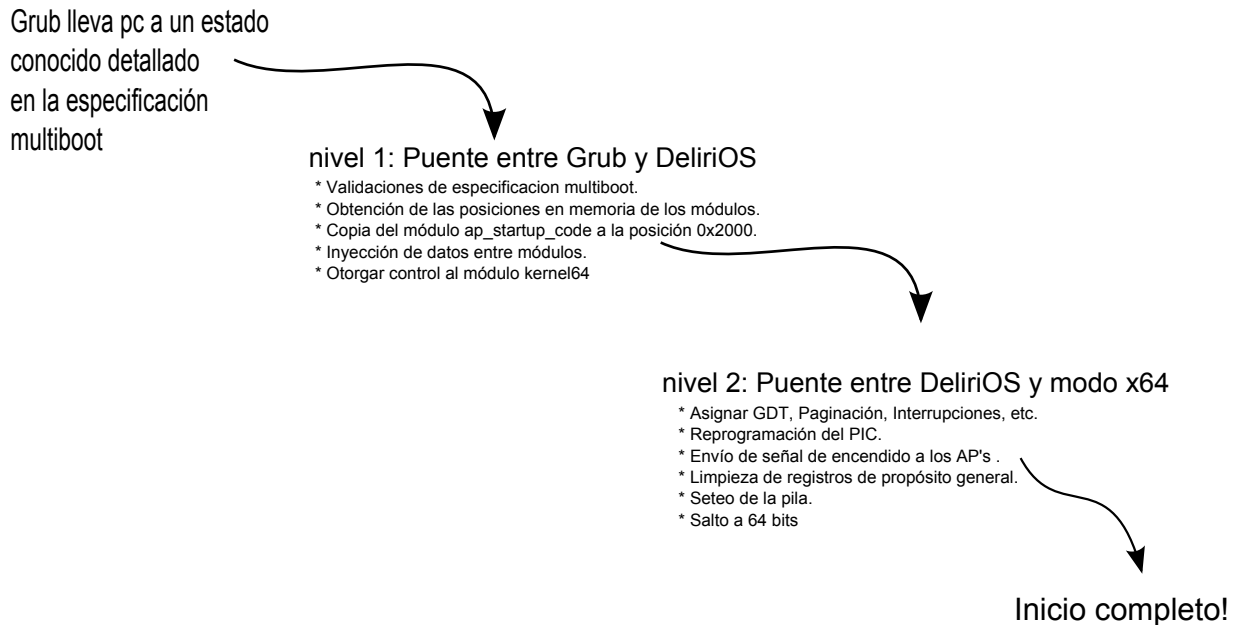 Grub lleva pc a un estado
conocido detallado
en la especificación
multiboot
nivel 1: Puente entre Grub y DeliriOS
* Validaciones de especificacion multiboot.
* Obtención de las posiciones en memoria de los módulos.
* Copia del módulo ap_startup_code a la posición 0x2000.
* Inyección de datos entre módulos.
* Otorgar control al módulo kernel64
nivel 2: Puente entre DeliriOS y modo x64
* Asignar GDT, Paginación, Interrupciones, etc.
* Reprogramación del PIC.
* Envío de señal de encendido a los AP's .
* Limpieza de registros de propósito general.
* Seteo de la pila.
* Salto a 64 bits
Inicio completo!